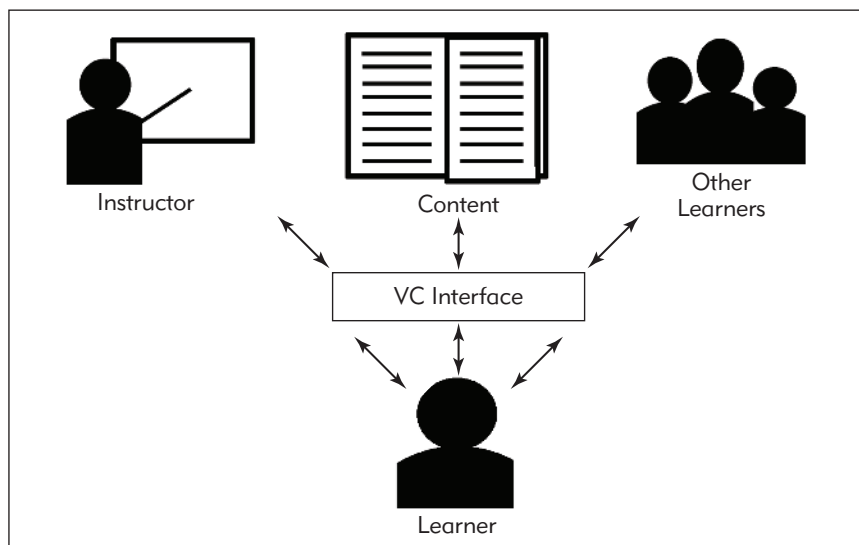 Instructor
Content
Other
Learners
VC Interface
Learner